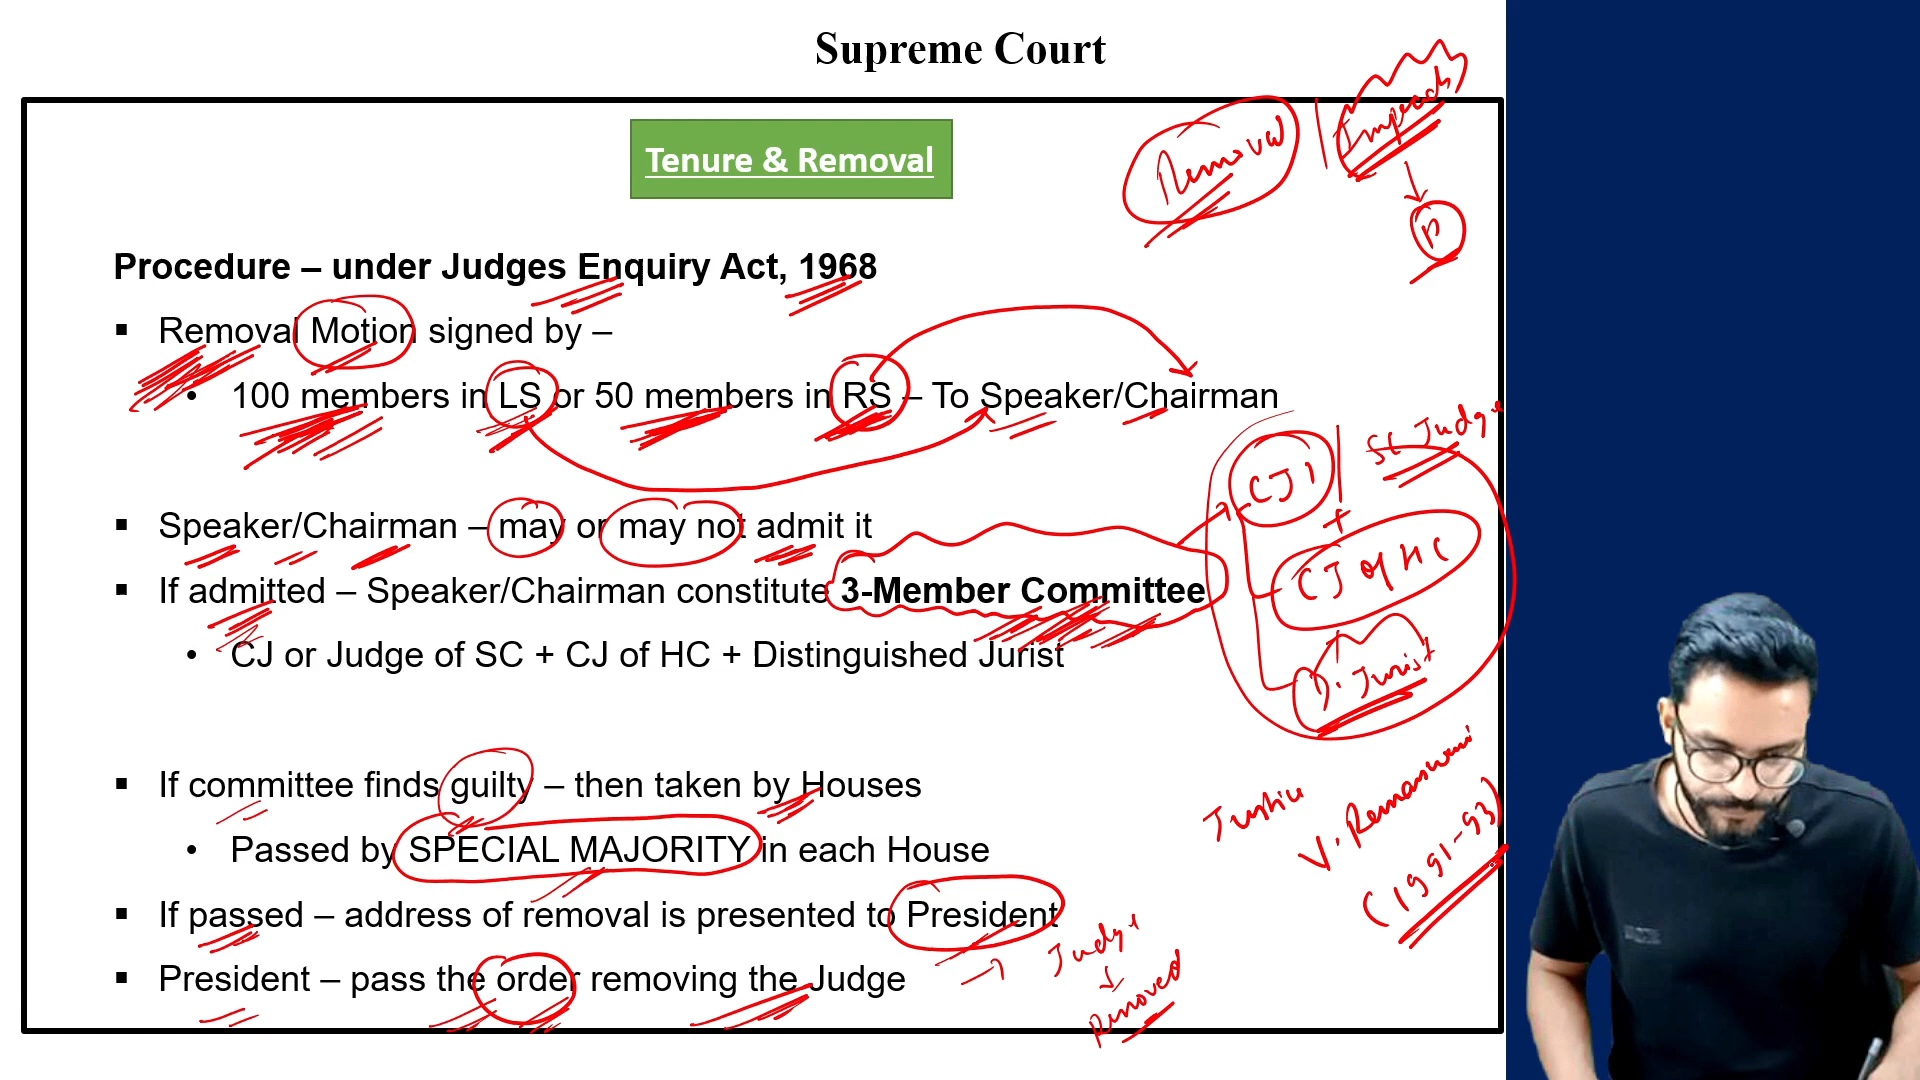 Supreme Court
Tenure & Removal
Removal
Impeach
P
Procedure – under Judges Enquiry Act, 1968
▪ Removal Motion signed by –
• 100 members in LS or 50 members in RS – To Speaker/Chairman
CJI
SC Judge
+
▪ Speaker/Chairman – may or may not admit it
CJ of HC
▪ If admitted – Speaker/Chairman constitute 3-Member Committee
+
• CJ or Judge of SC + CJ of HC + Distinguished Jurist
D. Jurist
▪ If committee finds guilty – then taken by Houses
Justice
V. Ramaswami
(1991-93)
• Passed by SPECIAL MAJORITY in each House
▪ If passed – address of removal is presented to President
Judge
▪ President – pass the order removing the Judge
Removed